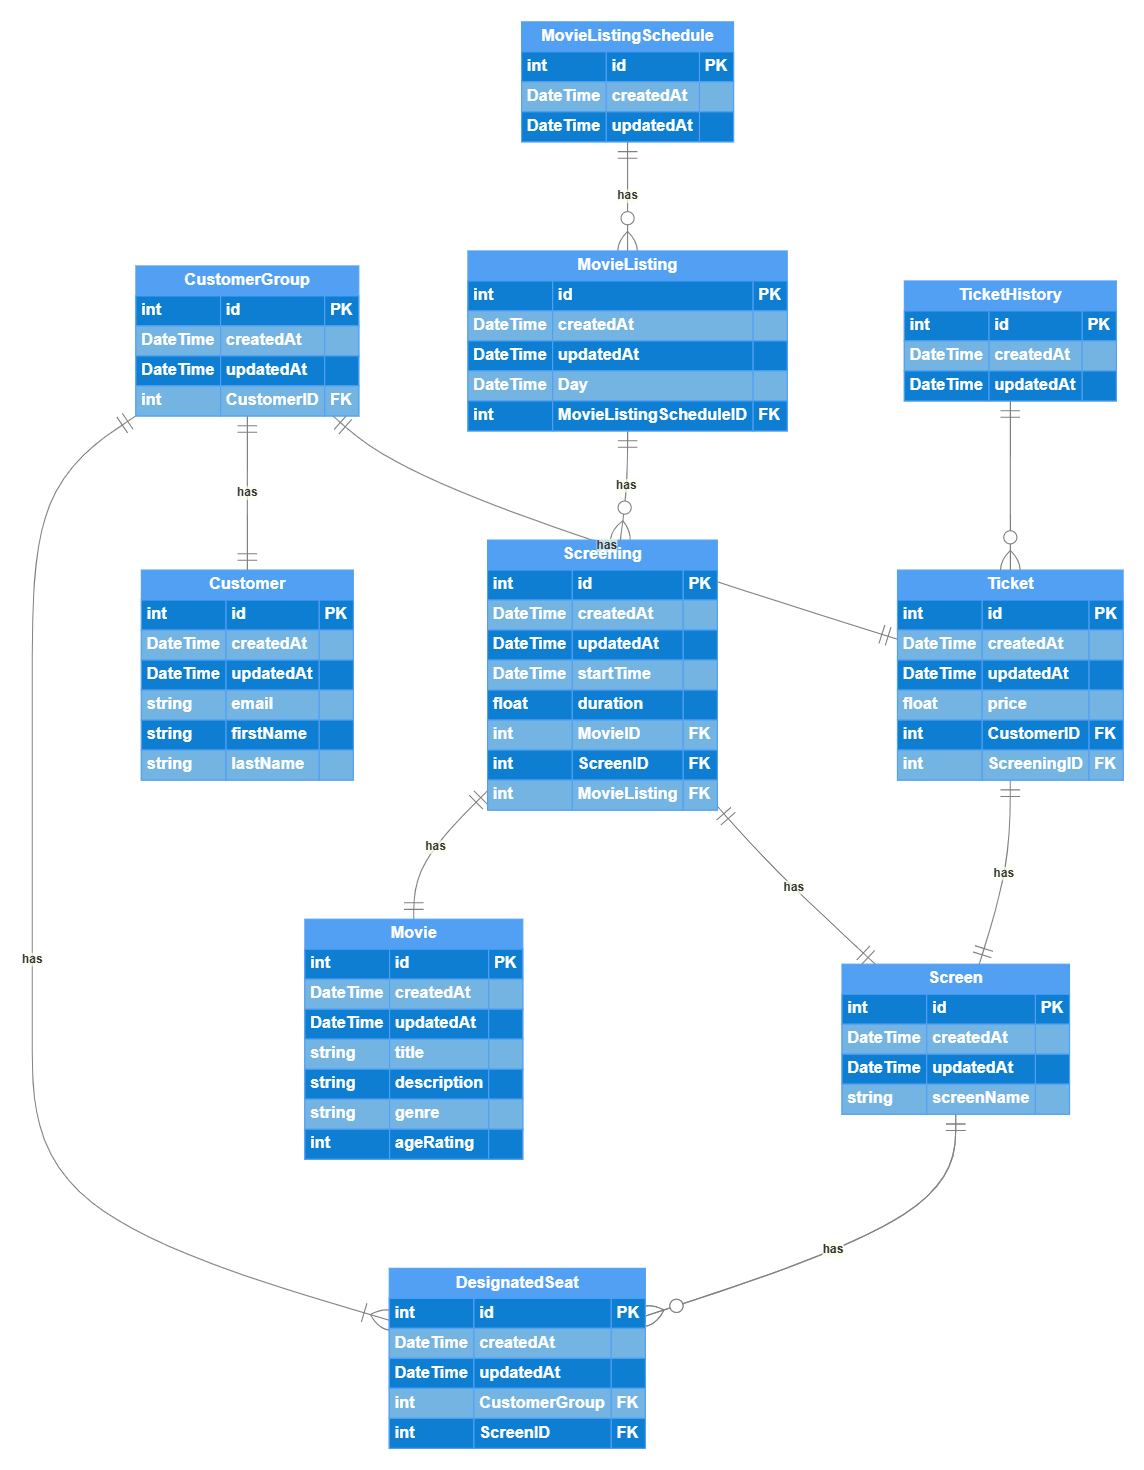 MovieListingSchedule
int id PK
DateTime createdAt
DateTime updatedAt
has
MovieListing
int id PK
DateTime createdAt
DateTime updatedAt
DateTime Day
int MovieListingScheduleID FK
CustomerGroup
int id PK
DateTime createdAt
DateTime updatedAt
int CustomerID FK
TicketHistory
int id PK
DateTime createdAt
DateTime updatedAt
has
has
has
Screening
int id PK
DateTime createdAt
DateTime updatedAt
DateTime startTime
float duration
int MovieID FK
int ScreenID FK
int MovieListing FK
Customer
int id PK
DateTime createdAt
DateTime updatedAt
string email
string firstName
string lastName
Ticket
int id PK
DateTime createdAt
DateTime updatedAt
float price
int CustomerID FK
int ScreeningID FK
has
has
has
Movie
int id PK
DateTime createdAt
DateTime updatedAt
string title
string description
string genre
int ageRating
has
Screen
int id PK
DateTime createdAt
DateTime updatedAt
string screenName
has
DesignatedSeat
int id PK
DateTime createdAt
DateTime updatedAt
int CustomerGroup FK
int ScreenID FK